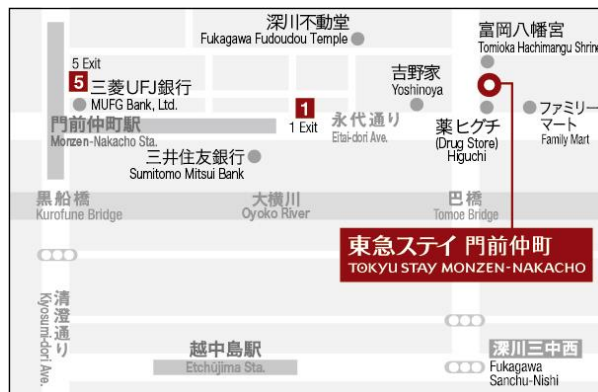 深川不動堂
Fukagawa Fudoudou Temple
富岡八幡宮
Tomioka Hachimangu Shrine
5 Exit
5
三菱UFJ銀行
MUFG Bank, Ltd.
吉野家
Yoshinoya
1
1 Exit
永代通り
Eitai-dori Ave.
薬ヒグチ
(Drug Store)
Higuchi
ファミリー
マート
Family Mart
門前仲町駅
Monzen-Nakacho Sta.
三井住友銀行
Sumitomo Mitsui Bank
黒船橋
Kurofune Bridge
大横川
Oyoko River
巴橋
Tomoe Bridge
東急ステイ 門前仲町
TOKYU STAY MONZEN-NAKACHO
清澄通り
Kiyosumi-dori Ave.
越中島駅
Etchūjima Sta.
深川三中西
Fukagawa
Sanchu-Nishi